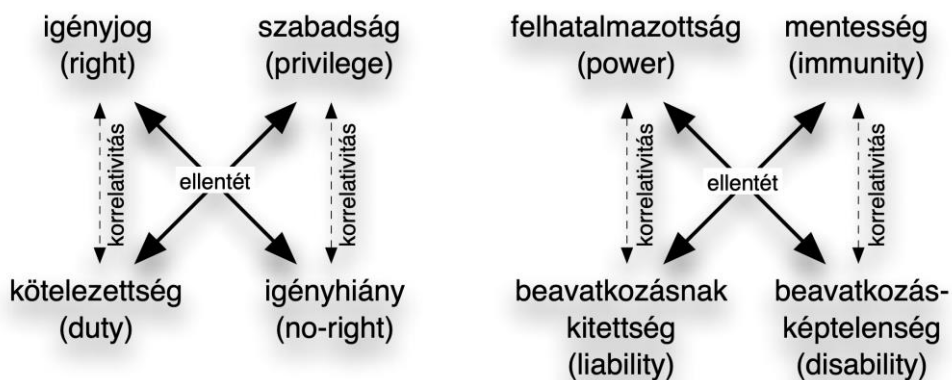 igényjog
(right)
szabadság
(privilege)
korrelativitás
ellentét
korrelativitás
kötelezettség
(duty)
igényhiány
(no-right)
felhatalmazottság
(power)
mentesség
(immunity)
korrelativitás
ellentét
korrelativitás
beavatkozásnak
kitettség
(liability)
beavatkozás-
képtelenség
(disability)